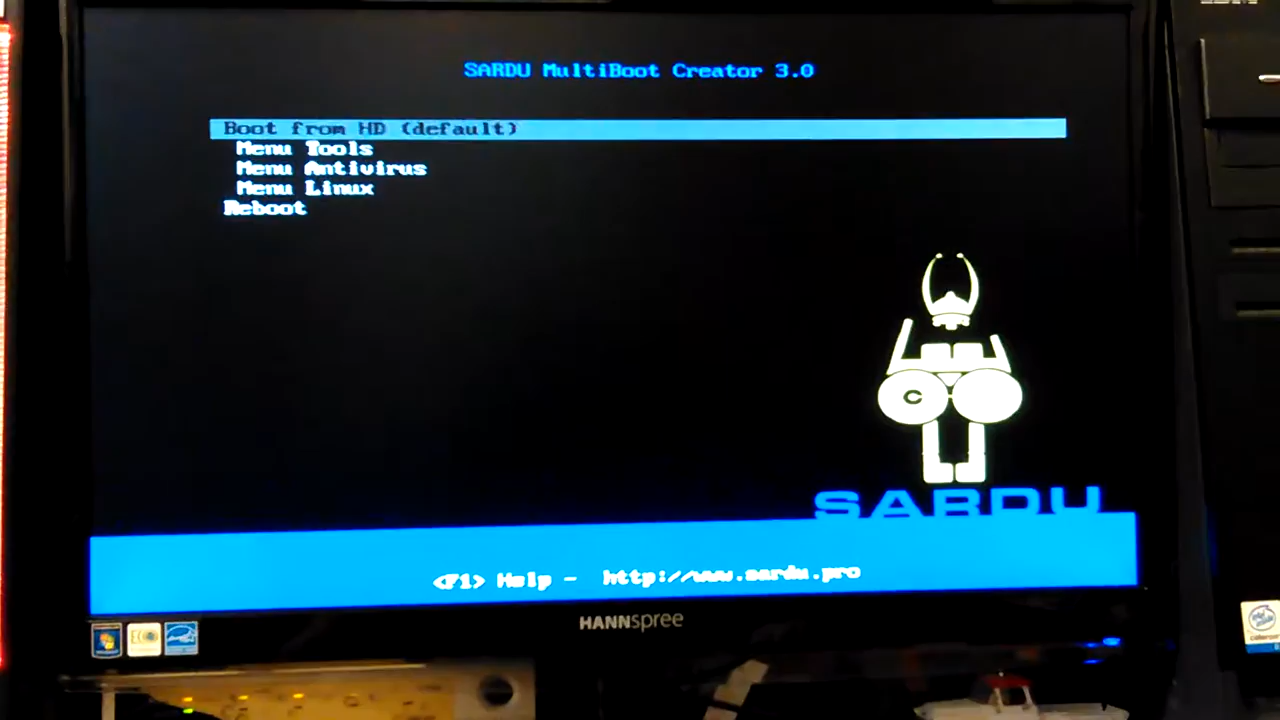 SARDU MultiBoot Creator 3.0
Boot from HD (default)
Menu Tools
Menu Antivirus
Menu Linux
Reboot
C
SARDU
<F1> Help - http://www.sardu.pro
HANNspree
ECO